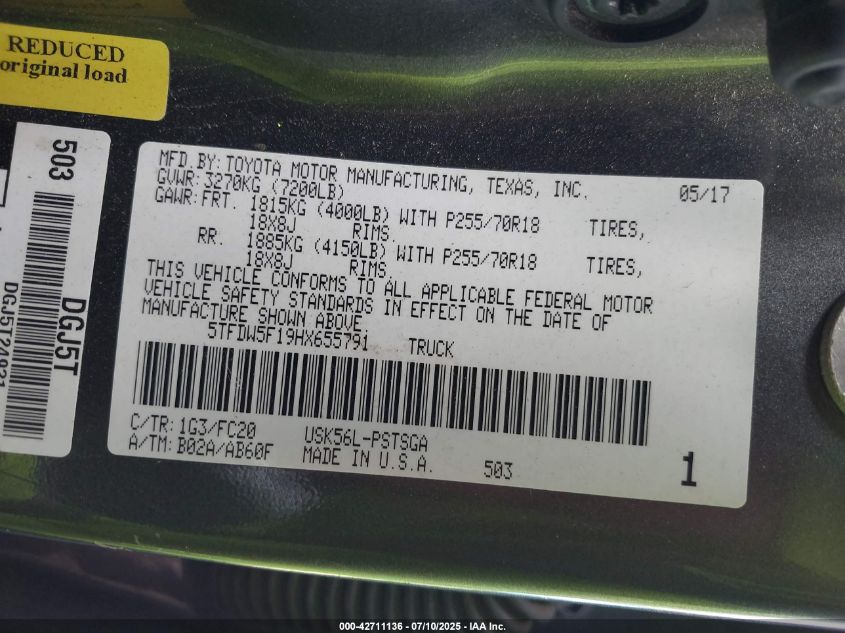 REDUCED
original load
503
DGJ5T
MFD.BY:TOYOTA MOTOR MANUFACTURING, TEXAS, INC. 05/17
GVWR:3270KG (7200LB)
GAWR:FRT. 1815KG (4000LB) WITH P255/70R18 TIRES,
18X8J RIMS
RR. 1885KG (4150LB) WITH P255/70R18 TIRES,
18X8J RIMS.
THIS VEHICLE CONFORMS TO ALL APPLICABLE FEDERAL MOTOR
VEHICLE SAFETY STANDARDS IN EFFECT ON THE DATE OF
MANUFACTURE SHOWN ABOVE.
5TFDW5F19HX655791 TRUCK
C/TR:1G3/FC20 USK56L-PSTSGA
A/TM:B02A/AB60F MADE IN U.S.A. 503
1
000-42711136 - 07/10/2025 - IAA Inc.